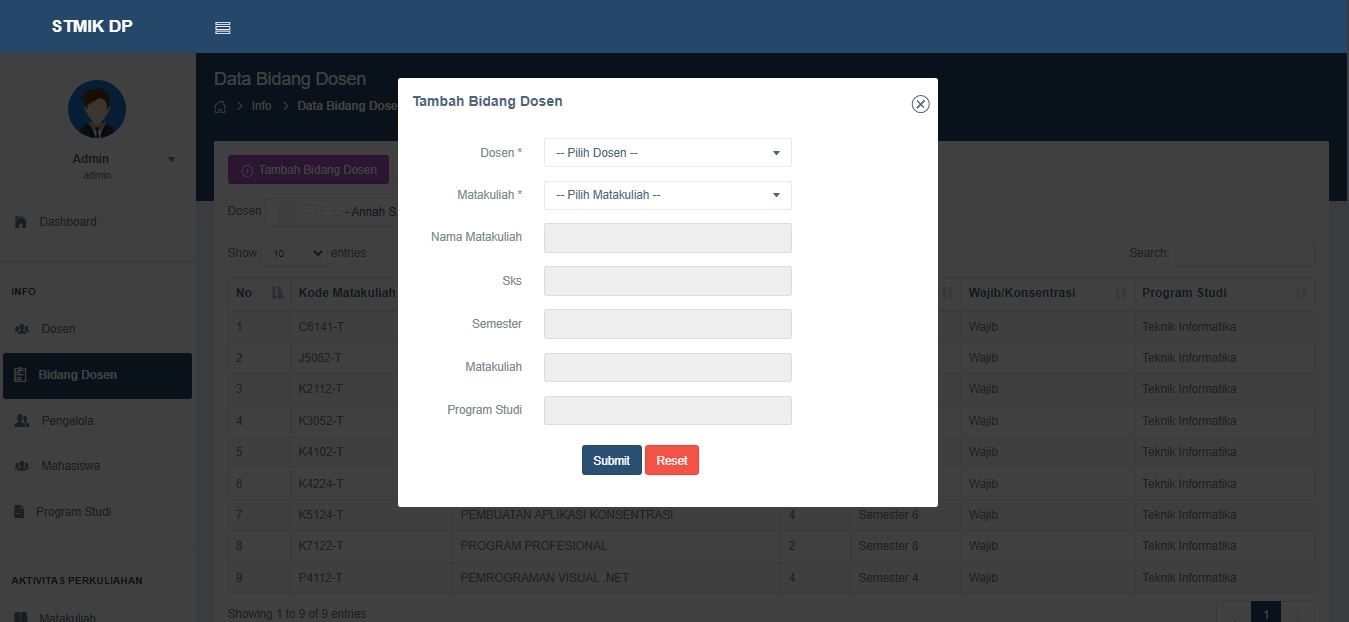 STMIK DP
Admin
admin
Dashboard
INFO
Dosen
Bidang Dosen
Pengelola
Mahasiswa
Program Studi
AKTIVITAS PERKULIAHAN
Matakuliah
Data Bidang Dosen
Info
Data Bidang Dose
Tambah Bidang Dosen
Dosen - Annah S
Show 10 entries
Search:
No Kode Matakuliah Wajib/Konsentrasi Program Studi
1 C6141-T Wajib Teknik Informatika
2 J5062-T Wajib Teknik Informatika
3 K2112-T Wajib Teknik Informatika
4 K3052-T Wajib Teknik Informatika
5 K4102-T Wajib Teknik Informatika
6 K4224-T Wajib Teknik Informatika
7 K5124-T PEMBUATAN APLIKASI KONSENTRASI 4 Semester 6 Wajib Teknik Informatika
8 K7122-T PROGRAM PROFESIONAL 2 Semester 8 Wajib Teknik Informatika
9 P4112-T PEMROGRAMAN VISUAL .NET 4 Semester 4 Wajib Teknik Informatika
Showing 1 to 9 of 9 entries
1
Tambah Bidang Dosen
Dosen * -- Pilih Dosen --
Matakuliah * -- Pilih Matakuliah --
Nama Matakuliah
Sks
Semester
Matakuliah
Program Studi
Submit Reset